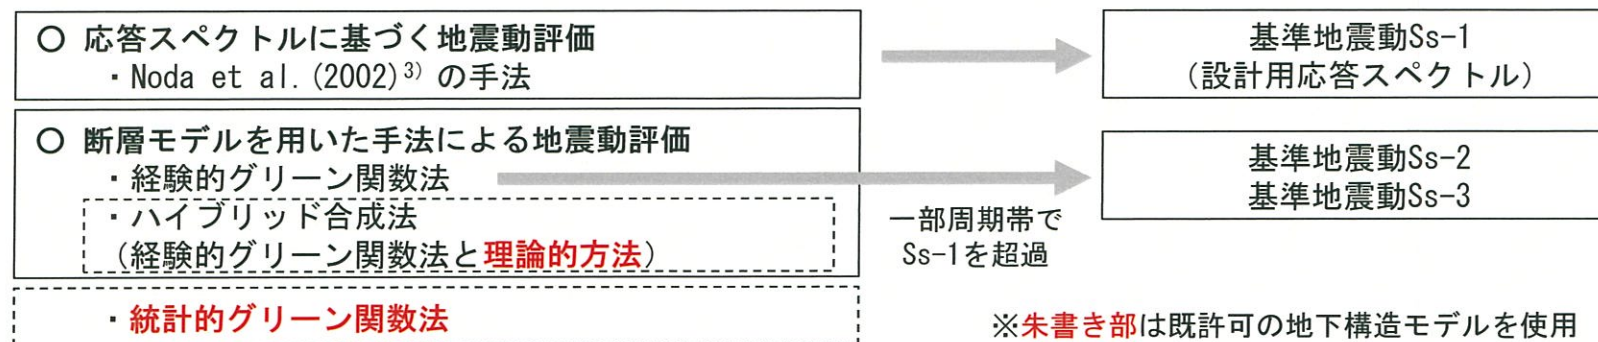 ○ 応答スペクトルに基づく地震動評価
・Noda et al.(2002)3) の手法
基準地震動Ss-1
(設計用応答スペクトル)
○ 断層モデルを用いた手法による地震動評価
・経験的グリーン関数法
・ハイブリッド合成法
(経験的グリーン関数法と理論的方法)
一部周期帯で
Ss-1を超過
基準地震動Ss-2
基準地震動Ss-3
・統計的グリーン関数法
※朱書き部は既許可の地下構造モデルを使用